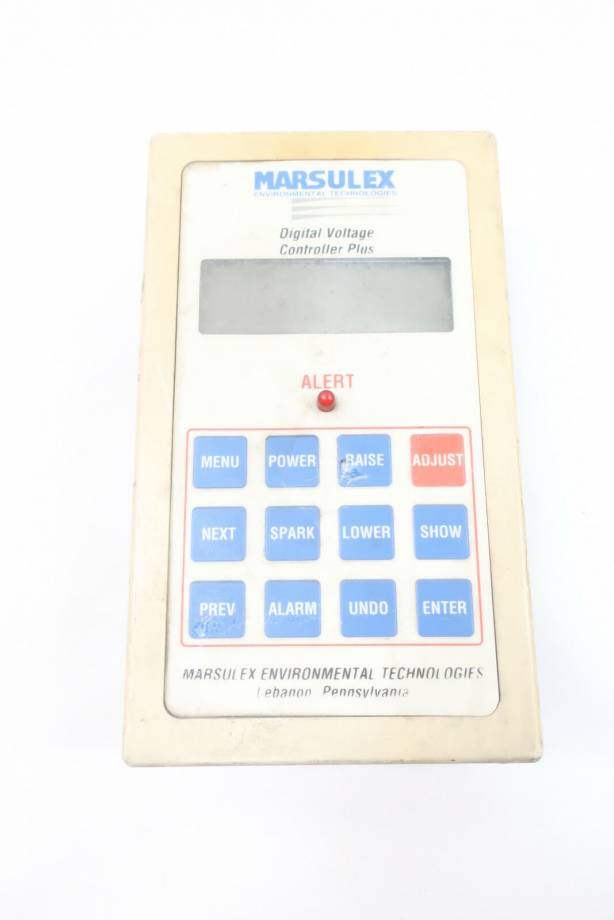 MARSULEX
ENVIRONMENTAL TECHNOLOGIES
Digital Voltage
Controller Plus
ALERT
MENU POWER RAISE ADJUST
NEXT SPARK LOWER SHOW
PREV ALARM UNDO ENTER
MARSULEX ENVIRONMENTAL TECHNOLOGIES
Lebanon, Pennsylvania